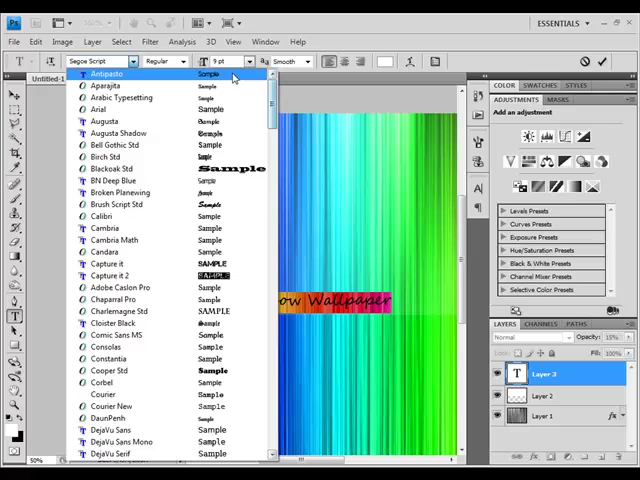 Ps Mb 50%
ESSENTIALS
File Edit Image Layer Select Filter Analysis 3D View Window Help
T Segoe Script Regular 9 pt aa Smooth
Untitled-1
Antipasto Sample
Aparajita Sample
Arabic Typesetting Sample
Arial Sample
Augusta Sample
Augusta Shadow Sample
Bell Gothic Std Sample
Birch Std Sample
Blackoak Std Sample
BN Deep Blue Sample
Broken Planewing Sample
Brush Script Std Sample
Calibri Sample
Cambria Sample
Cambria Math Sample
Candara Sample
Capture it SAMPLE
Capture it 2 SAMPLE
Adobe Caslon Pro Sample
Chaparral Pro Sample
Charlemagne Std SAMPLE
Cloister Black Sample
Comic Sans MS Sample
Consolas Sample
Constantia Sample
Cooper Std Sample
Corbel Sample
Courier Sample
Courier New Sample
DaunPenh Sample
DejaVu Sans Sample
DejaVu Sans Mono Sample
DejaVu Serif Sample
ow Wallpaper
COLOR SWATCHES STYLES
ADJUSTMENTS MASKS
Add an adjustment
Levels Presets
Curves Presets
Exposure Presets
Hue/Saturation Presets
Black & White Presets
Channel Mixer Presets
Selective Color Presets
LAYERS CHANNELS PATHS
Normal Opacity: 15%
Lock: Fill: 100%
T Layer 3
Layer 2
Layer 1 fx
50%